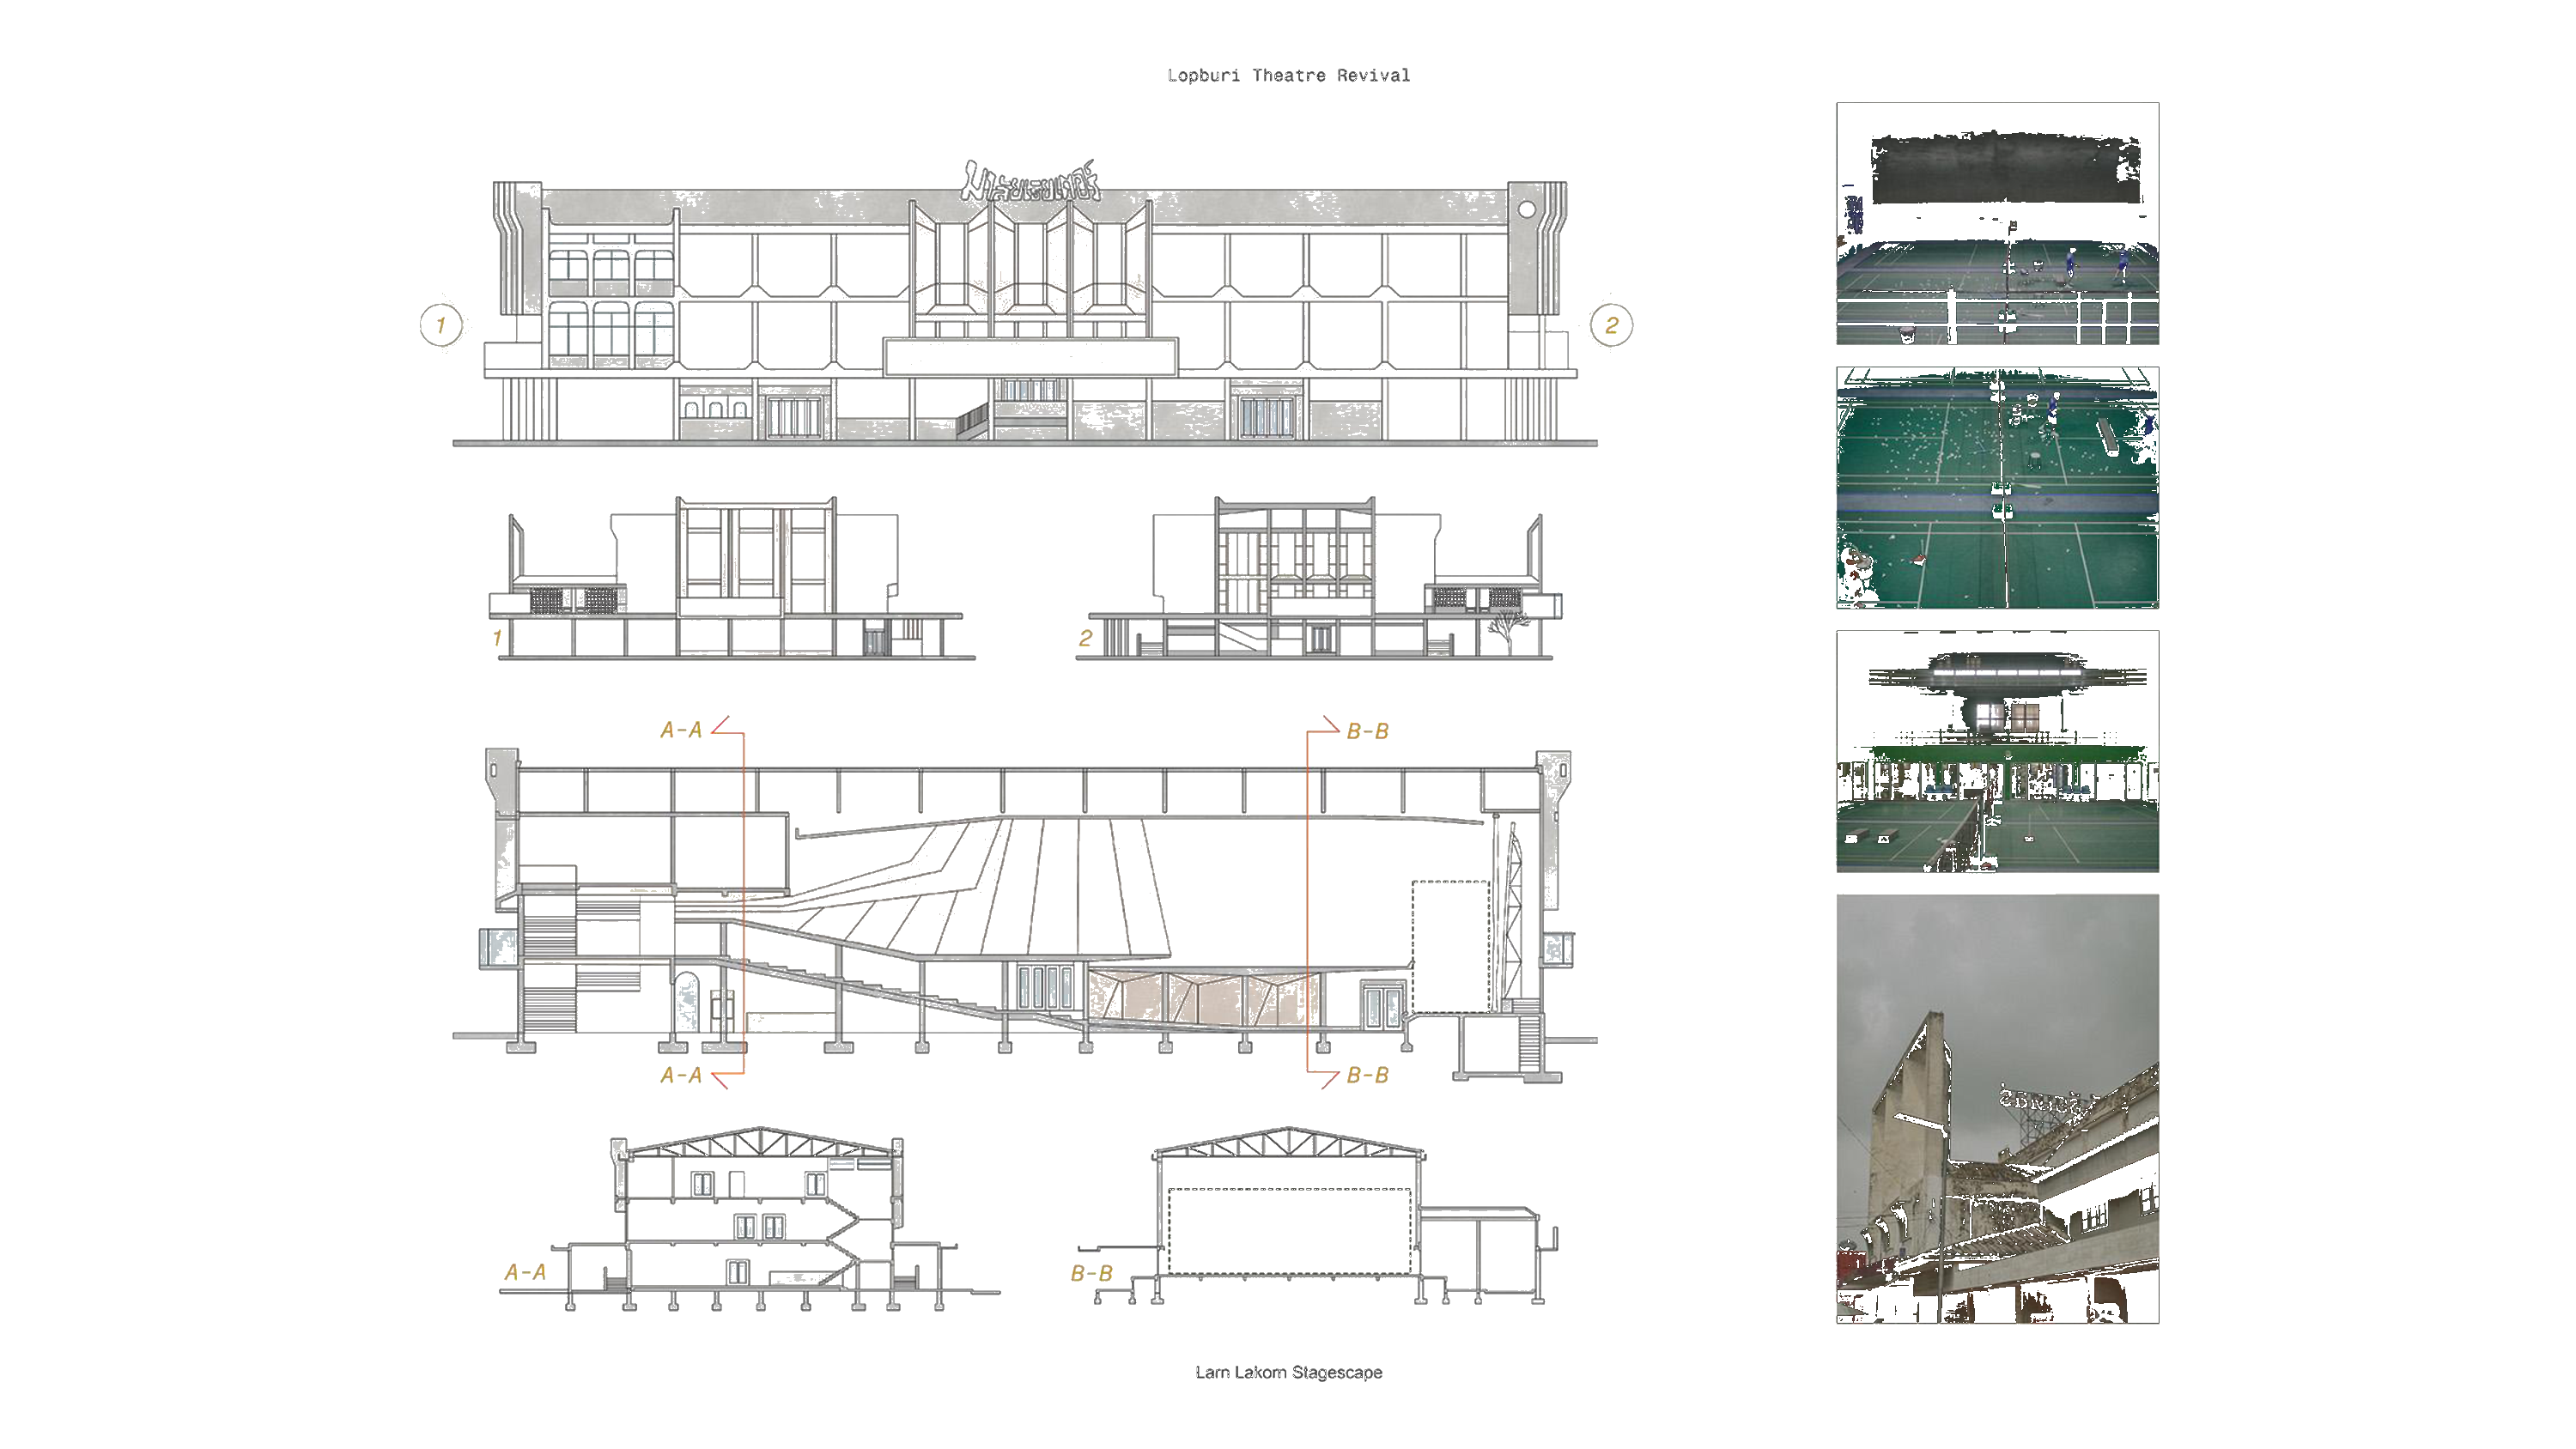 Lopburi Theatre Revival
1
2
1
2
A-A
B-B
A-A
B-B
A-A
B-B
Larn Lakorn Stagescape